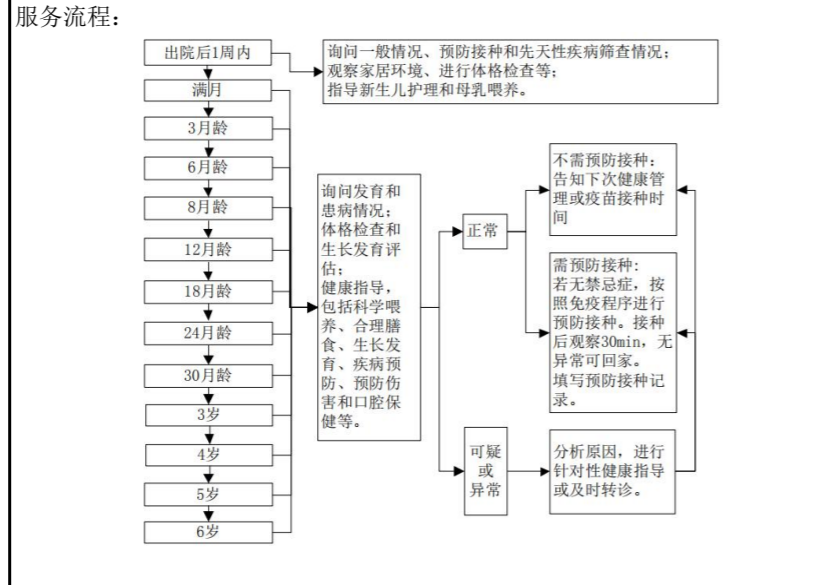 服务流程：
出院后1周内
询问一般情况、预防接种和先天性疾病筛查情况；
观察家居环境、进行体格检查等；
指导新生儿护理和母乳喂养。
满月
3月龄
6月龄
8月龄
12月龄
18月龄
24月龄
30月龄
3岁
4岁
5岁
6岁
询问发育和
患病情况；
体格检查和
生长发育评
估；
健康指导，
包括科学喂
养、合理膳
食、生长发
育、疾病预
防、预防伤
害和口腔保
健等。
正常
不需预防接种：
告知下次健康管
理或疫苗接种时
间
需预防接种：
若无禁忌症，按
照免疫程序进行
预防接种。接种
后观察30min，无
异常可回家。
填写预防接种记
录。
可疑
或
异常
分析原因，进行
针对性健康指导
或及时转诊。